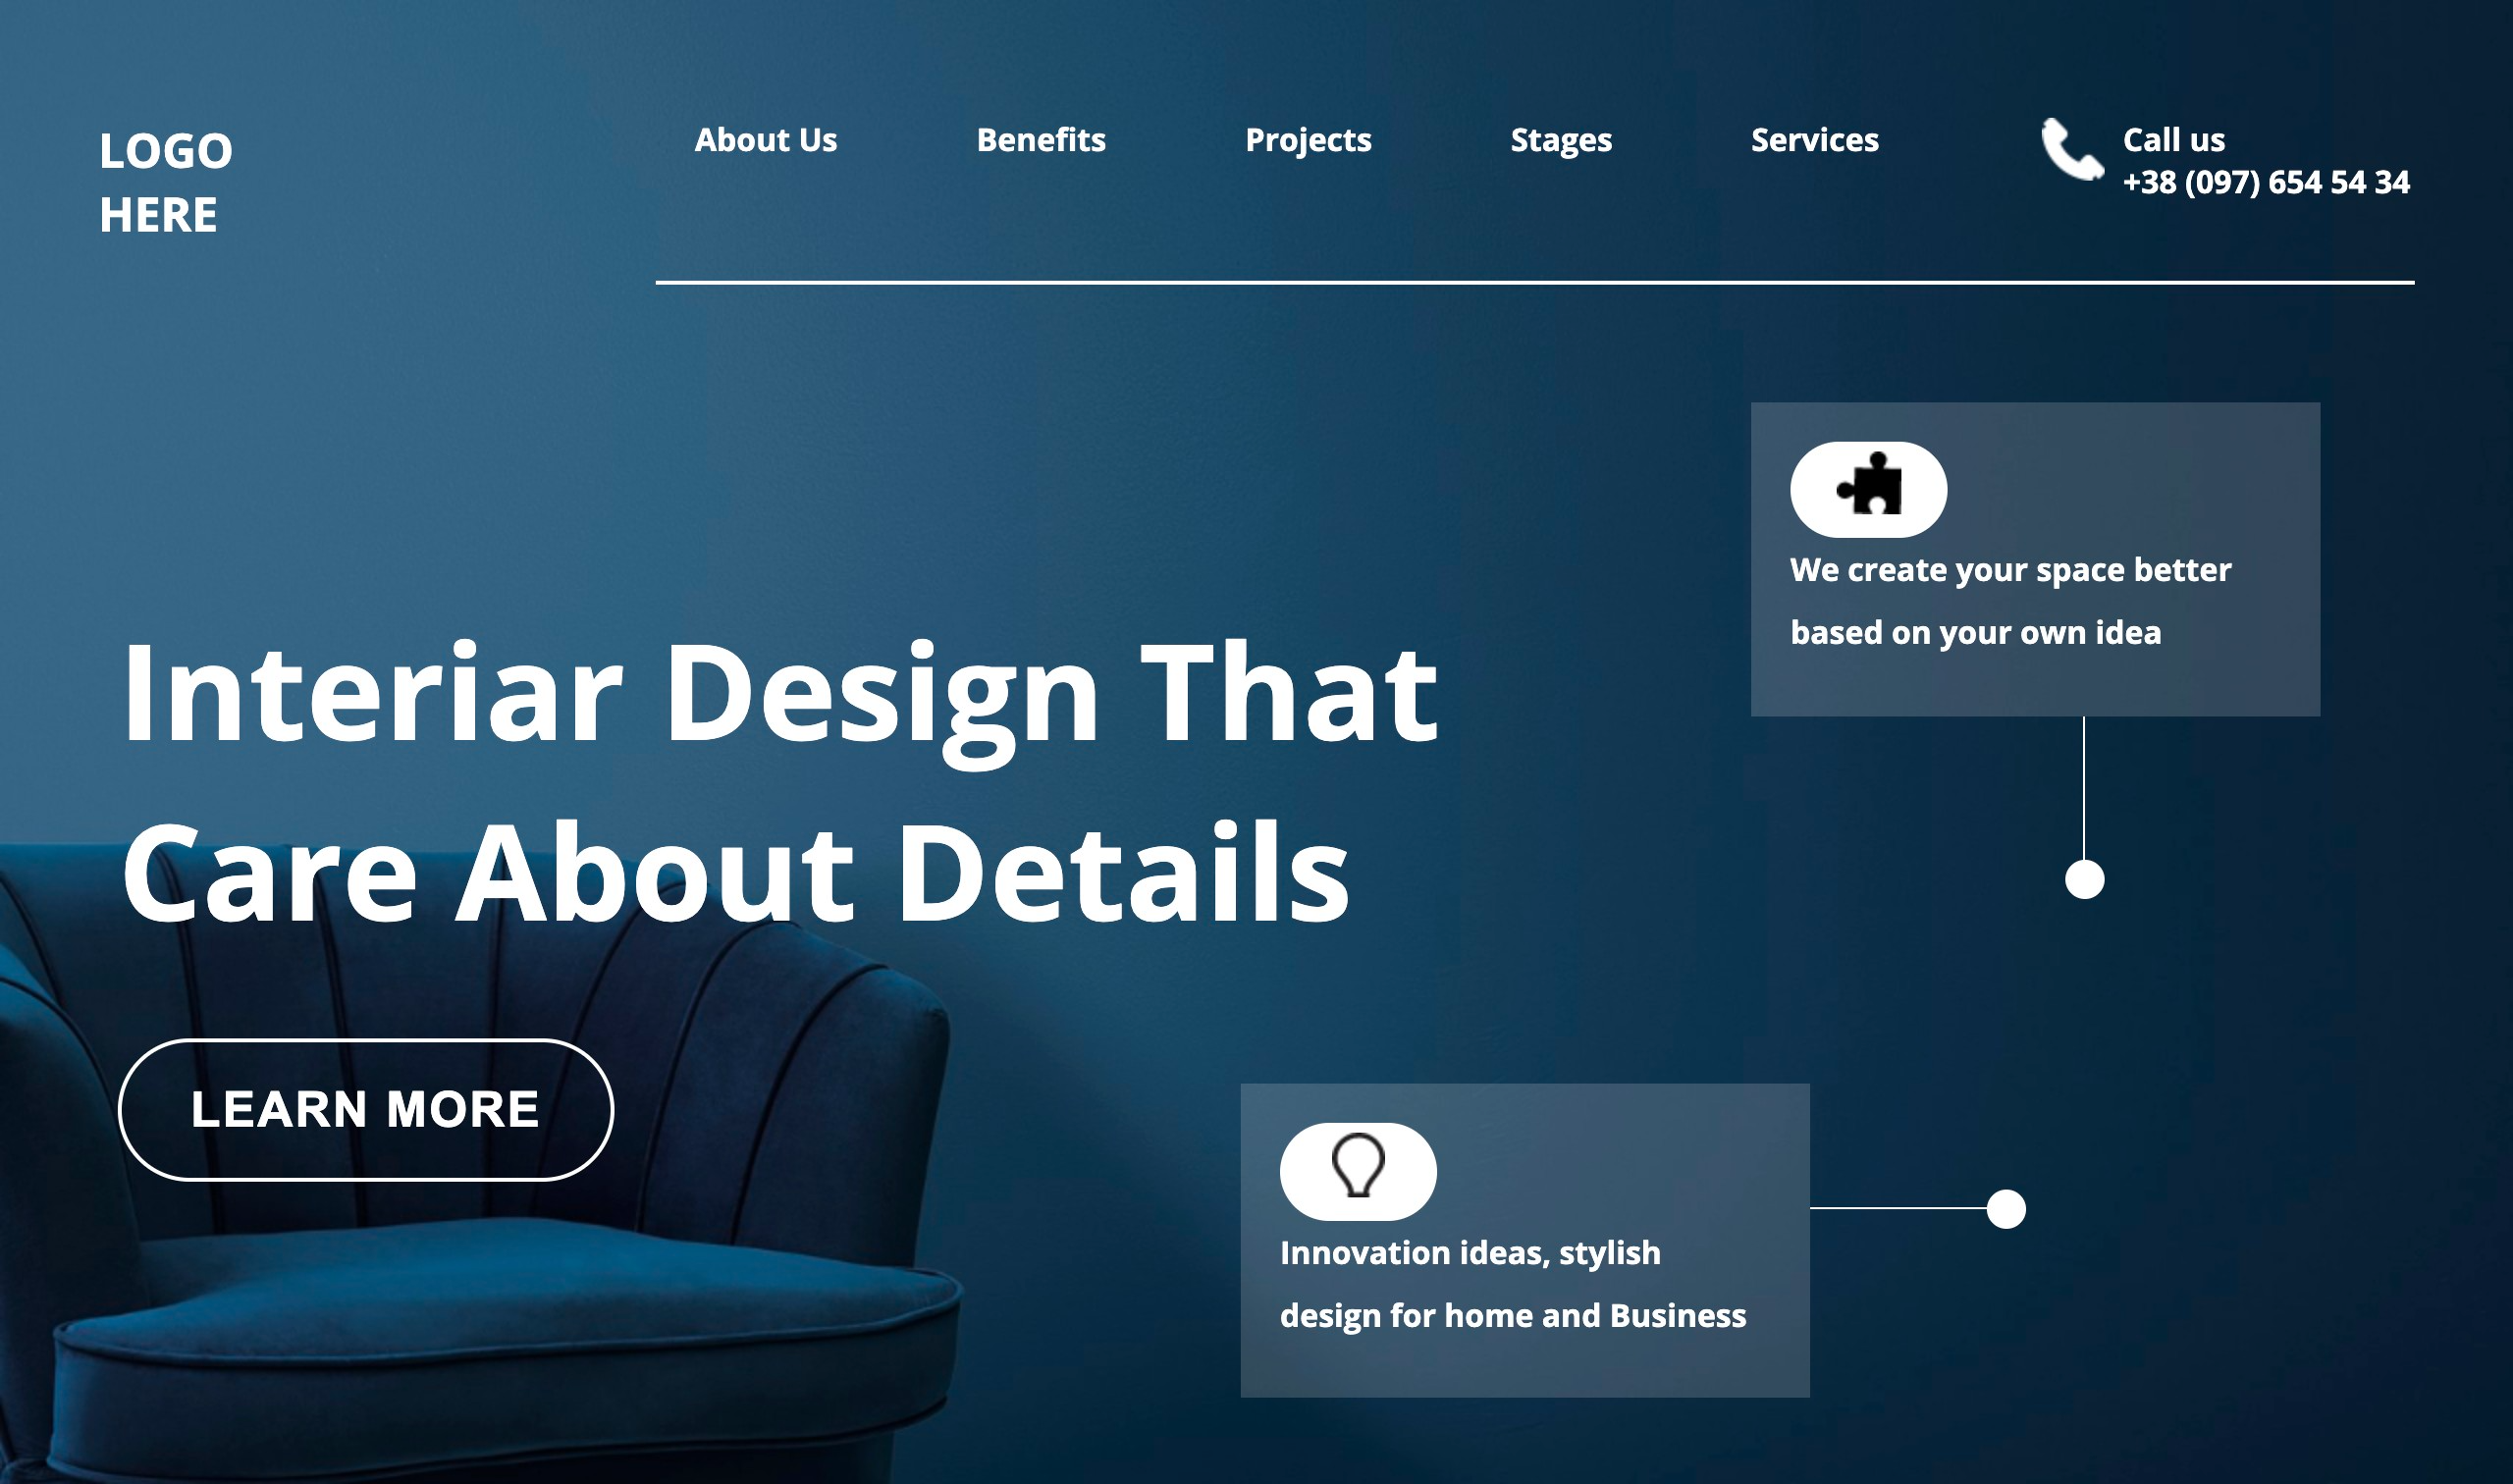 LOGO
HERE
About Us
Benefits
Projects
Stages
Services
Call us
+38 (097) 654 54 34
We create your space better
based on your own idea
Interiar Design That
Care About Details
LEARN MORE
Innovation ideas, stylish
design for home and Business